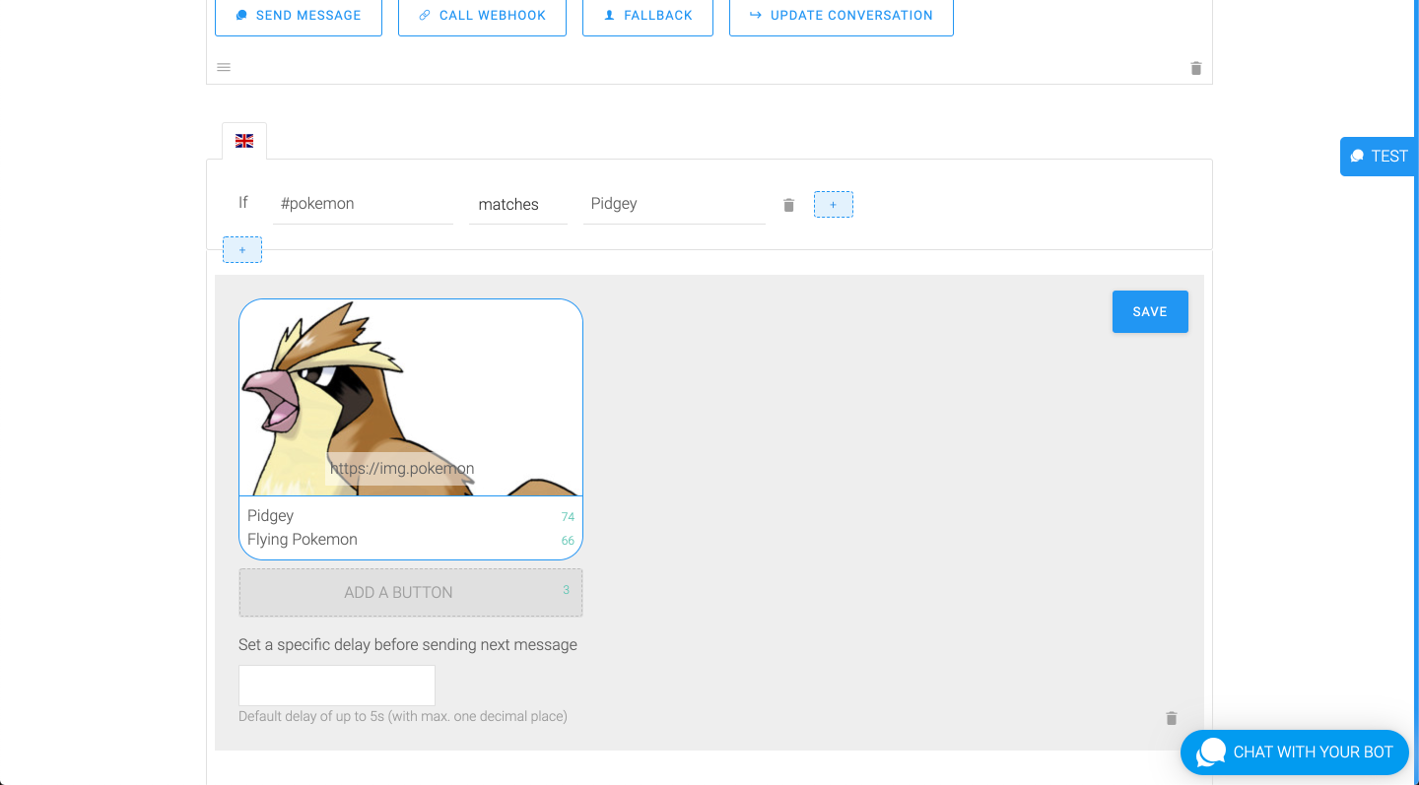 SEND MESSAGE CALL WEBHOOK FALLBACK UPDATE CONVERSATION
TEST
If #pokemon matches Pidgey +
+
SAVE
https://img.pokemon
Pidgey 74
Flying Pokemon 66
ADD A BUTTON 3
Set a specific delay before sending next message
Default delay of up to 5s (with max. one decimal place)
CHAT WITH YOUR BOT